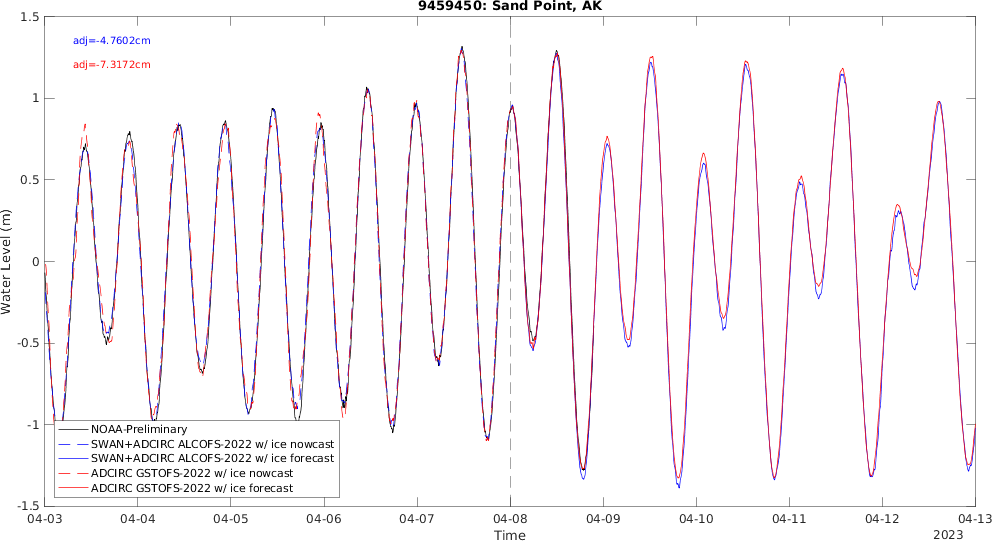 9459450: Sand Point, AK
adj=-4.7602cm
adj=-7.3172cm
Water Level (m)
1.5
1
0.5
0
-0.5
-1
-1.5
NOAA-Preliminary
SWAN+ADCIRC ALCOFS-2022 w/ ice nowcast
SWAN+ADCIRC ALCOFS-2022 w/ ice forecast
ADCIRC GSTOFS-2022 w/ ice nowcast
ADCIRC GSTOFS-2022 w/ ice forecast
04-03 04-04 04-05 04-06 04-07 04-08 04-09 04-10 04-11 04-12 04-13
Time
2023